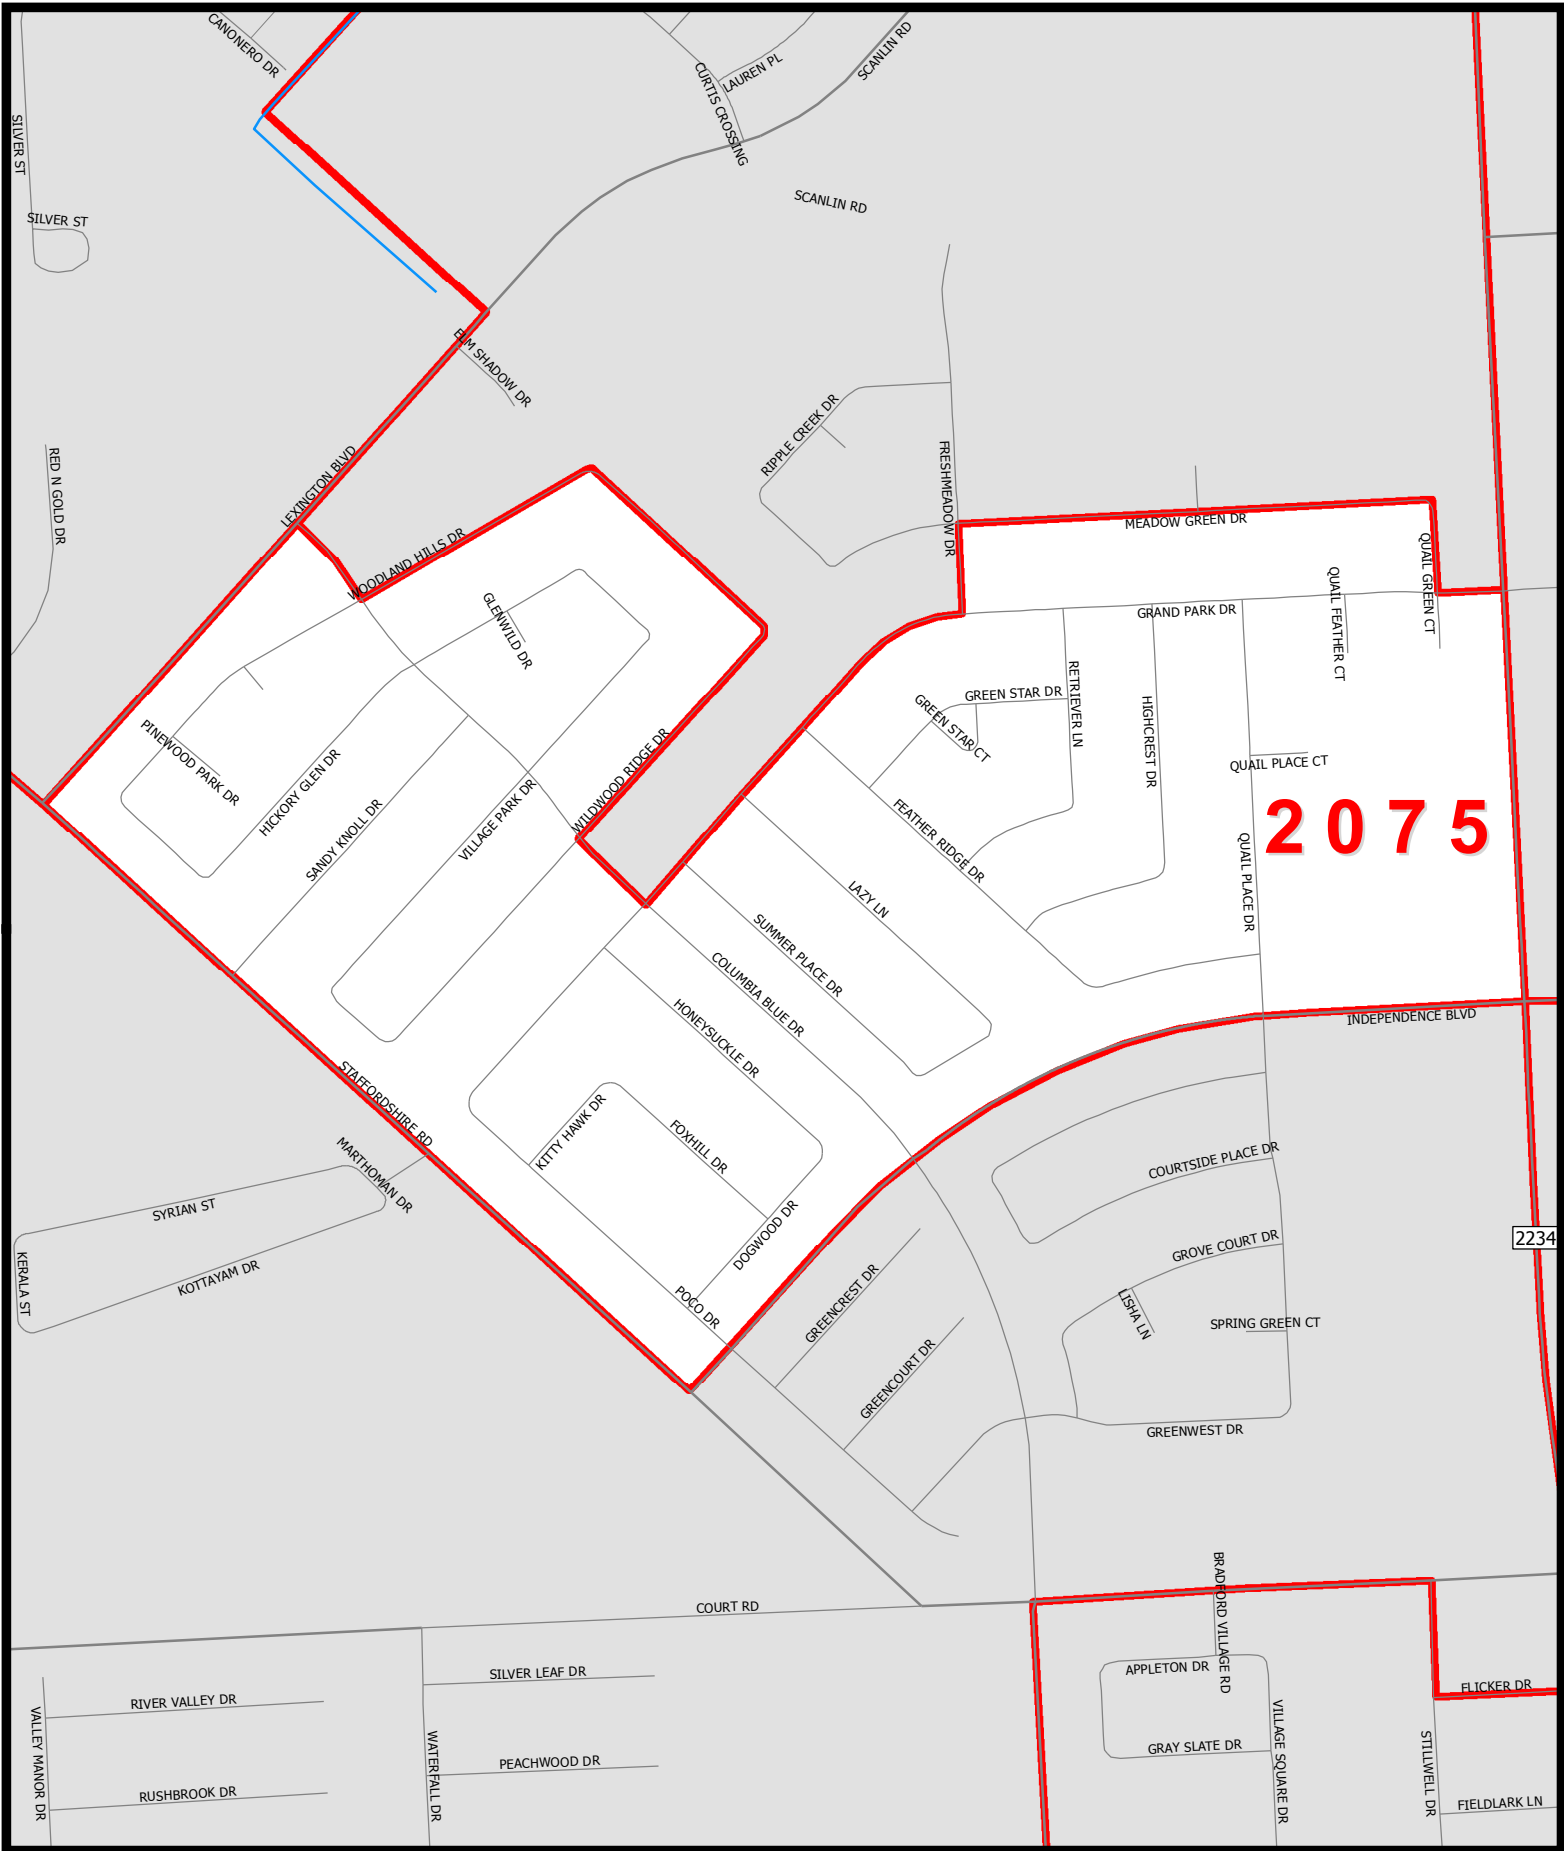 CANONERO DR
LAUREN PL
SCANLIN RD
CURTIS CROSSING
SILVER ST
SCANLIN RD
SILVER ST
ELM SHADOW DR
RIPPLE CREEK DR
RED N GOLD DR
LEXINGTON BLVD
FRESHMEADOW DR
MEADOW GREEN DR
WOODLAND HILLS DR
QUAIL GREEN CT
QUAIL FEATHER CT
GLENWILD DR
GRAND PARK DR
RETRIEVER LN
GREEN STAR DR
GREEN STAR CT
HIGHCREST DR
PINEWOOD PARK DR
HICKORY GLEN DR
WILDWOOD RIDGE DR
QUAIL PLACE CT
SANDY KNOLL DR
VILLAGE PARK DR
FEATHER RIDGE DR
2075
QUAIL PLACE DR
LAZY LN
SUMMER PLACE DR
COLUMBIA BLUE DR
HONEYSUCKLE DR
INDEPENDENCE BLVD
STAFFORDSHIRE RD
KITTY HAWK DR
FOXHILL DR
MARTHOMAN DR
COURTSIDE PLACE DR
SYRIAN ST
DOGWOOD DR
GROVE COURT DR
2234
KERALA ST
KOTTAYAM DR
POCO DR
GREENCREST DR
LISHA LN
SPRING GREEN CT
GREENCOURT DR
GREENWEST DR
BRADFORD VILLAGE RD
COURT RD
APPLETON DR
SILVER LEAF DR
FLICKER DR
RIVER VALLEY DR
VALLEY MANOR DR
WATERFALL DR
VILLAGE SQUARE DR
STILLWELL DR
GRAY SLATE DR
PEACHWOOD DR
RUSHBROOK DR
FIELDLARK LN